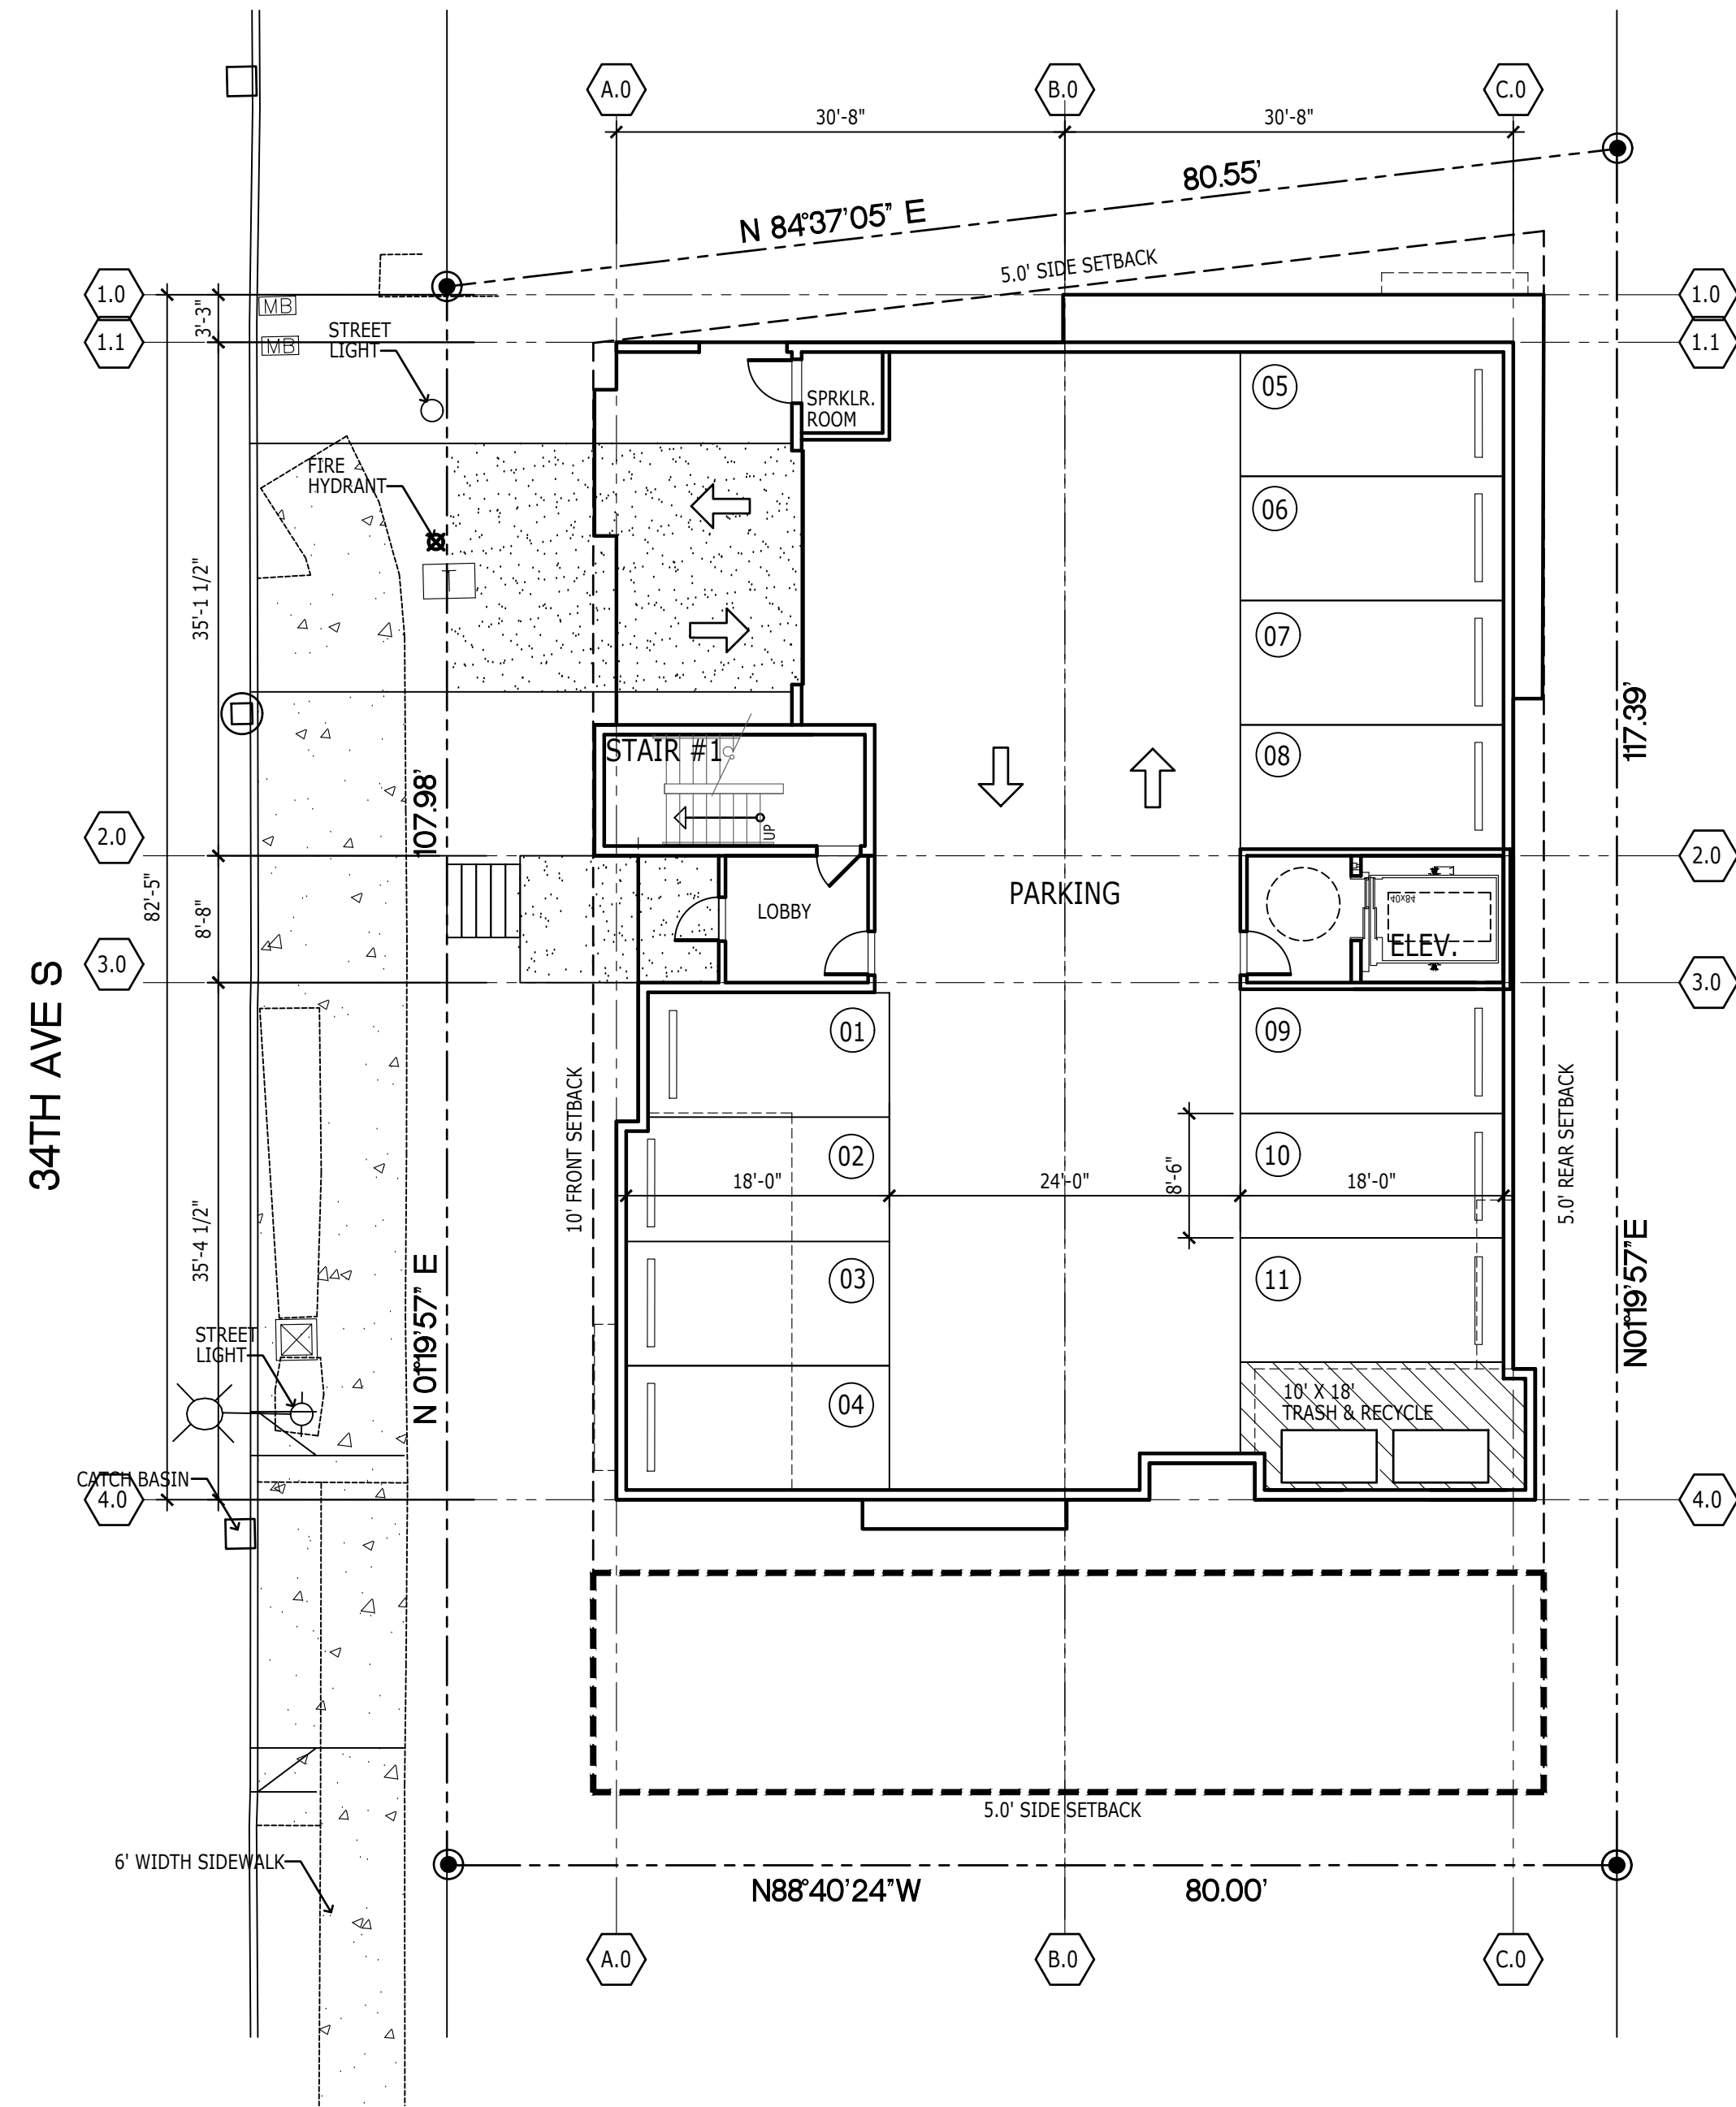 A.0
B.0
C.0
30'-8"
30'-8"
80.55'
N 84°37'05" E
5.0' SIDE SETBACK
1.0
1.0
3'-3"
MB
1.1
MB
1.1
STREET
LIGHT
05
SPRKLR.
ROOM
FIRE
HYDRANT
06
T
35'-1 1/2"
07
117.39'
STAIR #1
08
107.98'
UP
2.0
2.0
82'-5"
8'-8"
LOBBY
PARKING
40x84
ELEV.
3.0
3.0
34TH AVE S
01
09
10' FRONT SETBACK
5.0' REAR SETBACK
02
10
18'-0"
24'-0"
8'-6"
18'-0"
35'-4 1/2"
N 01°19'57" E
N01°19'57"E
03
11
STREET
LIGHT
04
10' X 18'
TRASH & RECYCLE
CATCH BASIN
4.0
4.0
5.0' SIDE SETBACK
6' WIDTH SIDEWALK
N88°40'24"W
80.00'
A.0
B.0
C.0